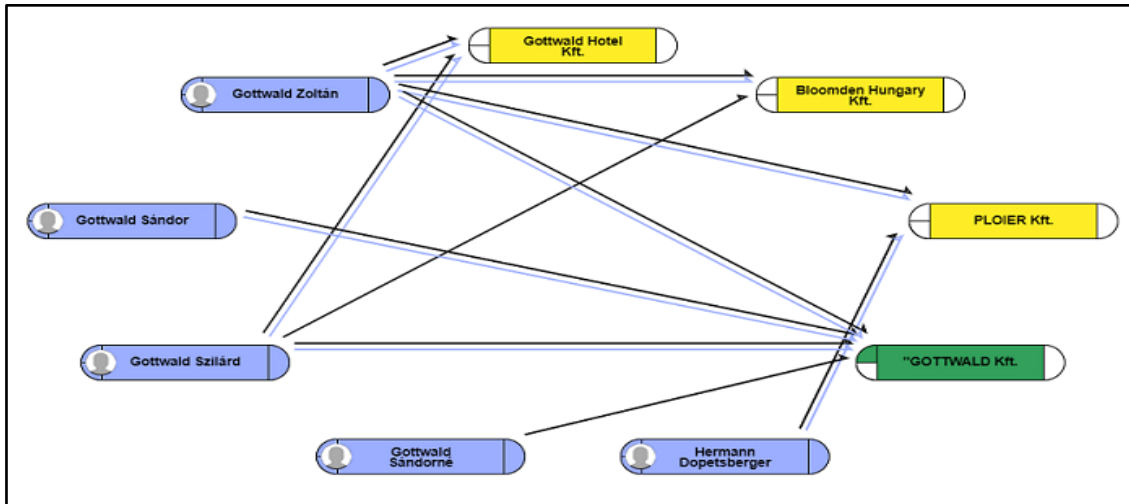 Gottwald Hotel
Kft.
Gottwald Zoltán
Bloomden Hungary
Kft.
Gottwald Sándor
PLOIER Kft.
Gottwald Szilárd
"GOTTWALD Kft.
Gottwald
Sándorné
Hermann
Dopetsberger